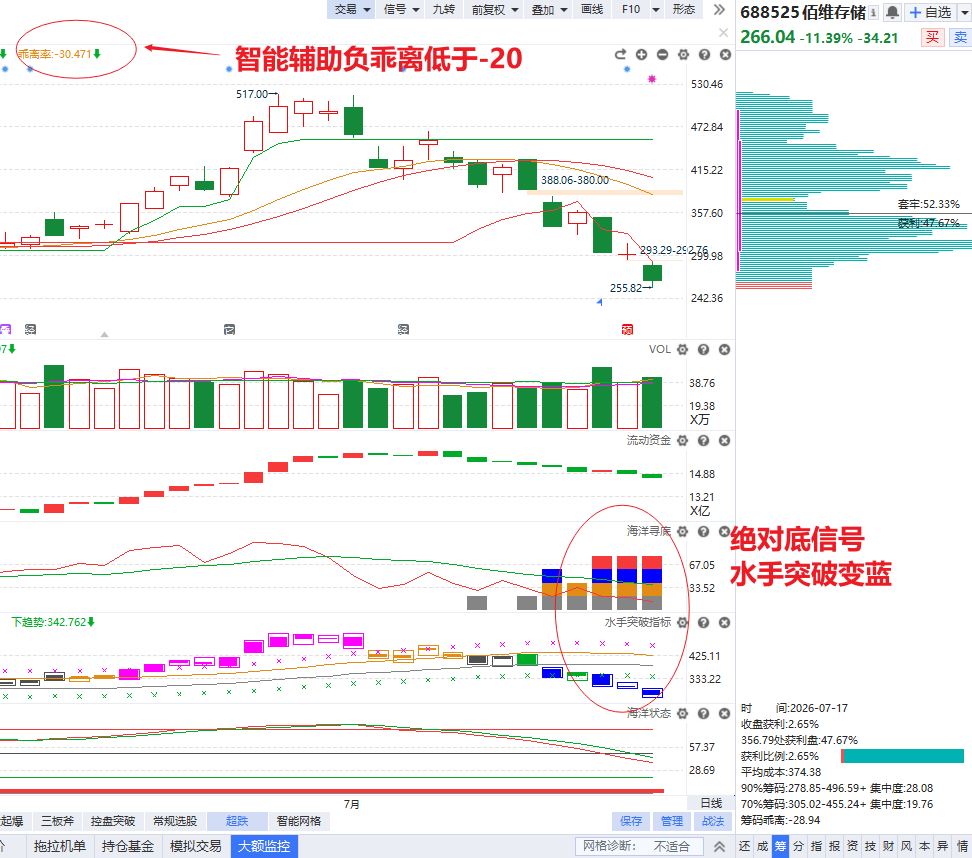 交易 信号 九转 前复权 叠加 画线 F10 形态
688525 佰维存储 自选
266.04 -11.39% -34.21 买 卖
乖离率:-30.471
智能辅助负乖离低于-20
530.46
517.00
472.84
415.22
388.06-380.00
357.60
套牢:52.33%
获利:47.67%
293.29-292.76
299.98
255.82
242.36
VOL
38.76
19.38
X万
流动资金
14.88
13.21
X亿
海洋寻底
绝对底信号
水手突破变蓝
67.05
33.52
下趋势:342.762
水手突破指标
425.11
333.22
海洋状态
57.37
28.69
时 间:2026-07-17
收盘获利:2.65%
356.79处获利盘:47.67%
获利比例:2.65%
平均成本:374.38
90%筹码:278.85-496.59+ 集中度:28.08
70%筹码:305.02-455.24+ 集中度:19.76
筹码乖离:-28.94
7月
日线
起爆 三板斧 控盘突破 常规选股 超跌 智能网格 保存 管理 战法
拖拉机单 持仓基金 模拟交易 大额监控 网格诊断: 不适合 还 成 筹 分 指 报 资 技 财 风 本 异 情